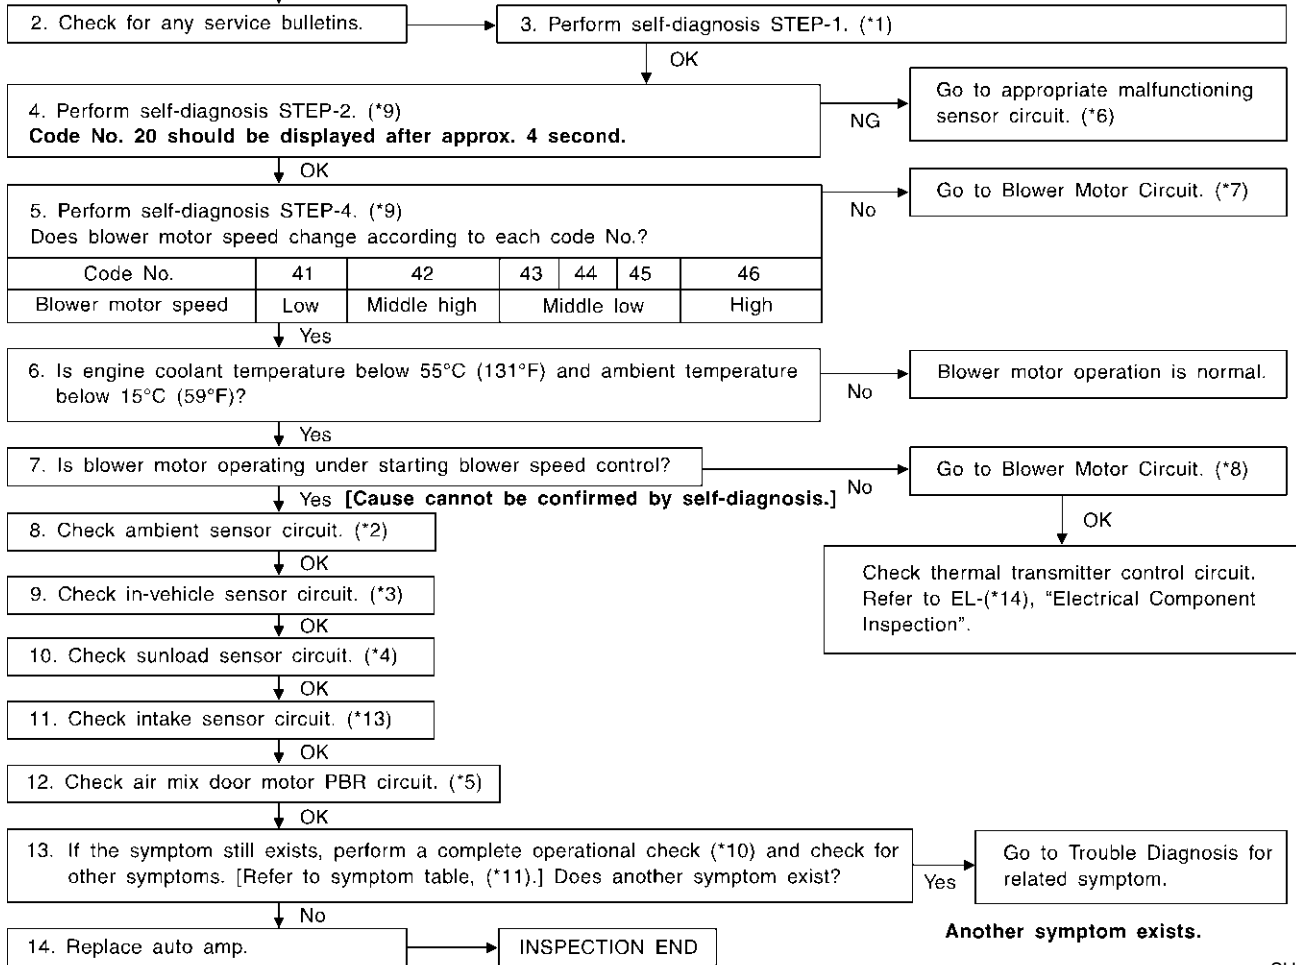 2. Check for any service bulletins.
3. Perform self-diagnosis STEP-1. (*1)
OK
4. Perform self-diagnosis STEP-2. (*9)
Code No. 20 should be displayed after approx. 4 second.
NG
Go to appropriate malfunctioning
sensor circuit. (*6)
OK
5. Perform self-diagnosis STEP-4. (*9)
Does blower motor speed change according to each code No.?
No
Go to Blower Motor Circuit. (*7)
Code No. 41 42 43 44 45 46
Blower motor speed Low Middle high Middle low High
Yes
6. Is engine coolant temperature below 55°C (131°F) and ambient temperature
below 15°C (59°F)?
No
Blower motor operation is normal.
Yes
7. Is blower motor operating under starting blower speed control?
No
Go to Blower Motor Circuit. (*8)
Yes [Cause cannot be confirmed by self-diagnosis.]
OK
Check thermal transmitter control circuit.
Refer to EL-(*14), “Electrical Component
Inspection”.
8. Check ambient sensor circuit. (*2)
OK
9. Check in-vehicle sensor circuit. (*3)
OK
10. Check sunload sensor circuit. (*4)
OK
11. Check intake sensor circuit. (*13)
OK
12. Check air mix door motor PBR circuit. (*5)
OK
13. If the symptom still exists, perform a complete operational check (*10) and check for
other symptoms. [Refer to symptom table, (*11).] Does another symptom exist?
Yes
Go to Trouble Diagnosis for
related symptom.
Another symptom exists.
No
14. Replace auto amp.
INSPECTION END